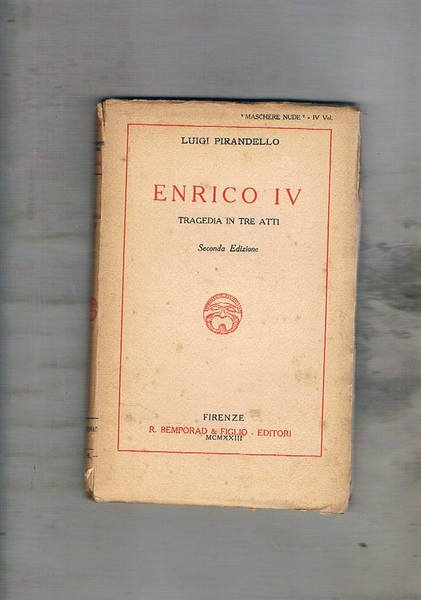 "MASCHERE NUDE" - IV Vol.
LUIGI PIRANDELLO
ENRICO IV
TRAGEDIA IN TRE ATTI
Seconda Edizione
FIRENZE
R. BEMPORAD & FIGLIO - EDITORI
MCMXXIII